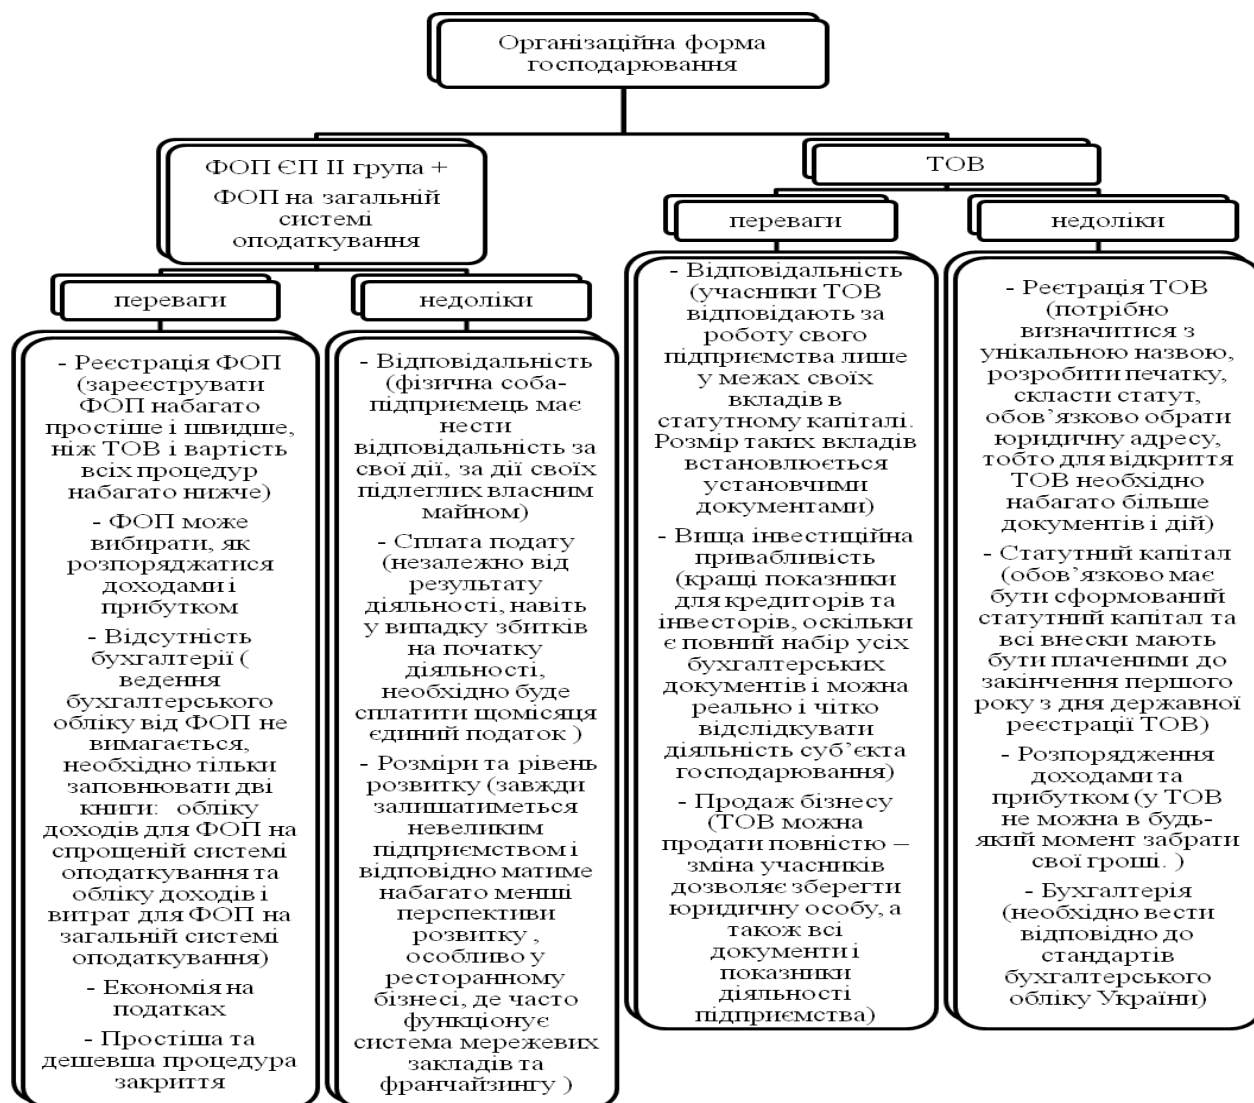 Організаційна форма
господарювання
ФОП ЄП II група +
ФОП на загальній
системі
оподаткування
переваги
- Реєстрація ФОП
(зареєструвати
ФОП набагато
простіше і швидше,
ніж ТОВ і вартість
всіх процедур
набагато нижче)
- ФОП може
вибирати, як
розпоряджатися
доходами і
прибутком
- Відсутність
бухгалтерії (
ведення
бухгалтерського
обліку від ФОП не
вимагається,
необхідно тільки
заповнювати дві
книги: обліку
доходів для ФОП на
спрощеній системі
оподаткування та
обліку доходів і
витрат для ФОП на
загальній системі
оподаткування)
- Економія на
податках
- Простіша та
дешевша процедура
закриття
недоліки
- Відповідальність
(фізична соба-
підприємець має
нести
відповідальність за
свої дії, за дії своїх
підлеглих власним
майном)
- Сплата подату
(незалежно від
результату
діяльності, навіть
у випадку збитків
на початку
діяльності,
необхідно буде
сплатити щомісяця
єдиний податок )
- Розміри та рівень
розвитку (завжди
залишатиметься
невеликим
підприємством і
відповідно матиме
набагато менші
перспективи
розвитку ,
особливо у
ресторанному
бізнесі, де часто
функціонує
система мережевих
закладів та
франчайзингу )
ТОВ
переваги
- Відповідальність
(учасники ТОВ
відповідають за
роботу свого
підприємства лише
у межах своїх
вкладів в
статутному капіталі.
Розмір таких вкладів
встановлюється
установчими
документами)
- Вища інвестиційна
привабливість
(кращі показники
для кредиторів та
інвесторів, оскільки
є повний набір усіх
бухгалтерських
документів і можна
реально і чітко
відслідкувати
діяльність суб’єкта
господарювання)
- Продаж бізнесу
(ТОВ можна
продати повністю –
зміна учасників
дозволяє зберегти
юридичну особу, а
також всі
документи і
показники
діяльності
підприємства)
недоліки
- Реєстрація ТОВ
(потрібно
визначитися з
унікальною назвою,
розробити печатку,
скласти статут,
обов’язково обрати
юридичну адресу,
тобто для відкриття
ТОВ необхідно
набагато більше
документів і дій)
- Статутний капітал
(обов’язково має
бути сформований
статутний капітал та
всі внески мають
бути плаченими до
закінчення першого
року з дня державної
реєстрації ТОВ)
- Розпорядження
доходами та
прибутком (у ТОВ
не можна в будь-
який момент забрати
свої гроші. )
- Бухгалтерія
(необхідно вести
відповідно до
стандартів
бухгалтерського
обліку України)